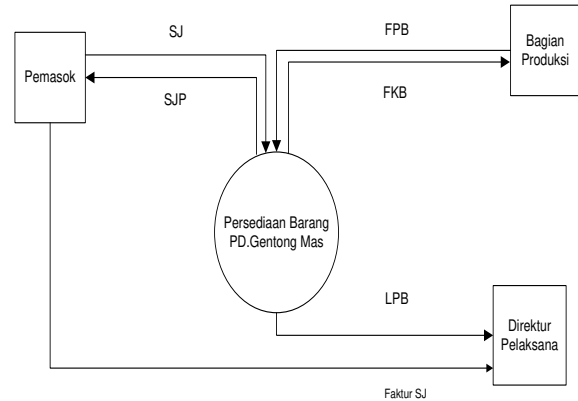 SJ
FPB
Bagian
Produksi
Pemasok
SJP
FKB
Persediaan Barang
PD.Gentong Mas
LPB
Direktur
Pelaksana
Faktur SJ